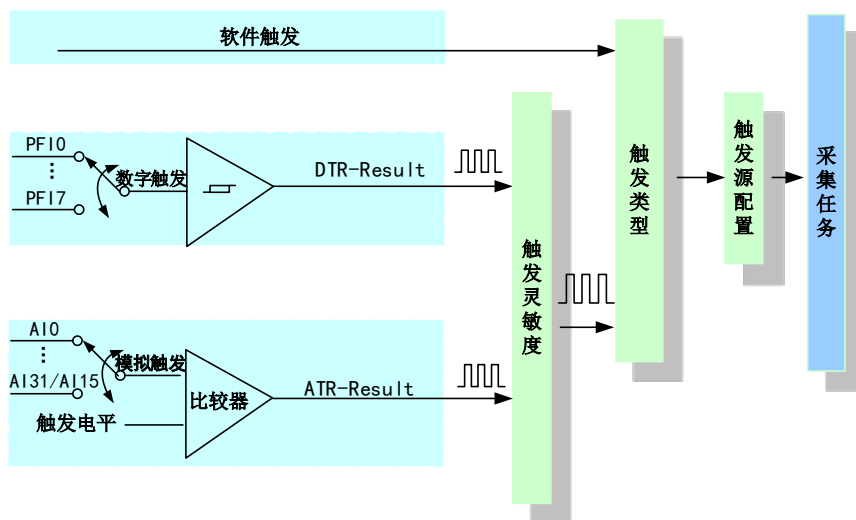 软件触发
PFI0
⋮
PFI7
数字触发
DTR-Result
AI0
⋮
AI31/AI15
模拟触发
触发电平
比较器
ATR-Result
触发灵敏度
触发类型
触发源配置
采集任务